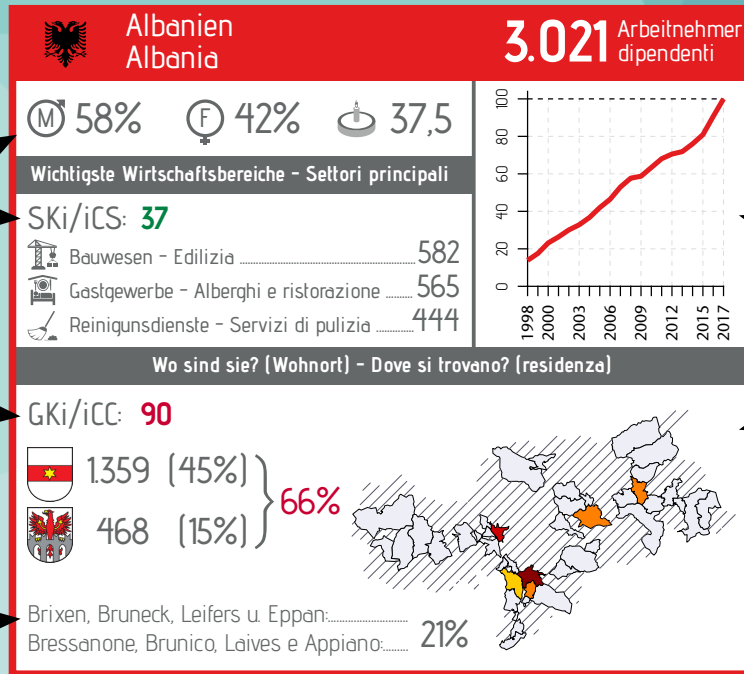 Albanien
Albania
3.021 Arbeitnehmer
dipendenti
M 58% F 42% 37,5
Wichtigste Wirtschaftsbereiche - Settori principali
SKi/iCS: 37
Bauwesen - Edilizia 582
Gastgewerbe - Alberghi e ristorazione 565
Reinigunsdienste - Servizi di pulizia 444
100
80
60
40
20
0
1998
2000
2003
2006
2009
2012
2015
2017
Wo sind sie? (Wohnort) - Dove si trovano? (residenza)
GKi/iCC: 90
1.359 (45%)
468 (15%)
66%
Brixen, Bruneck, Leifers u. Eppan:
Bressanone, Brunico, Laives e Appiano: 21%